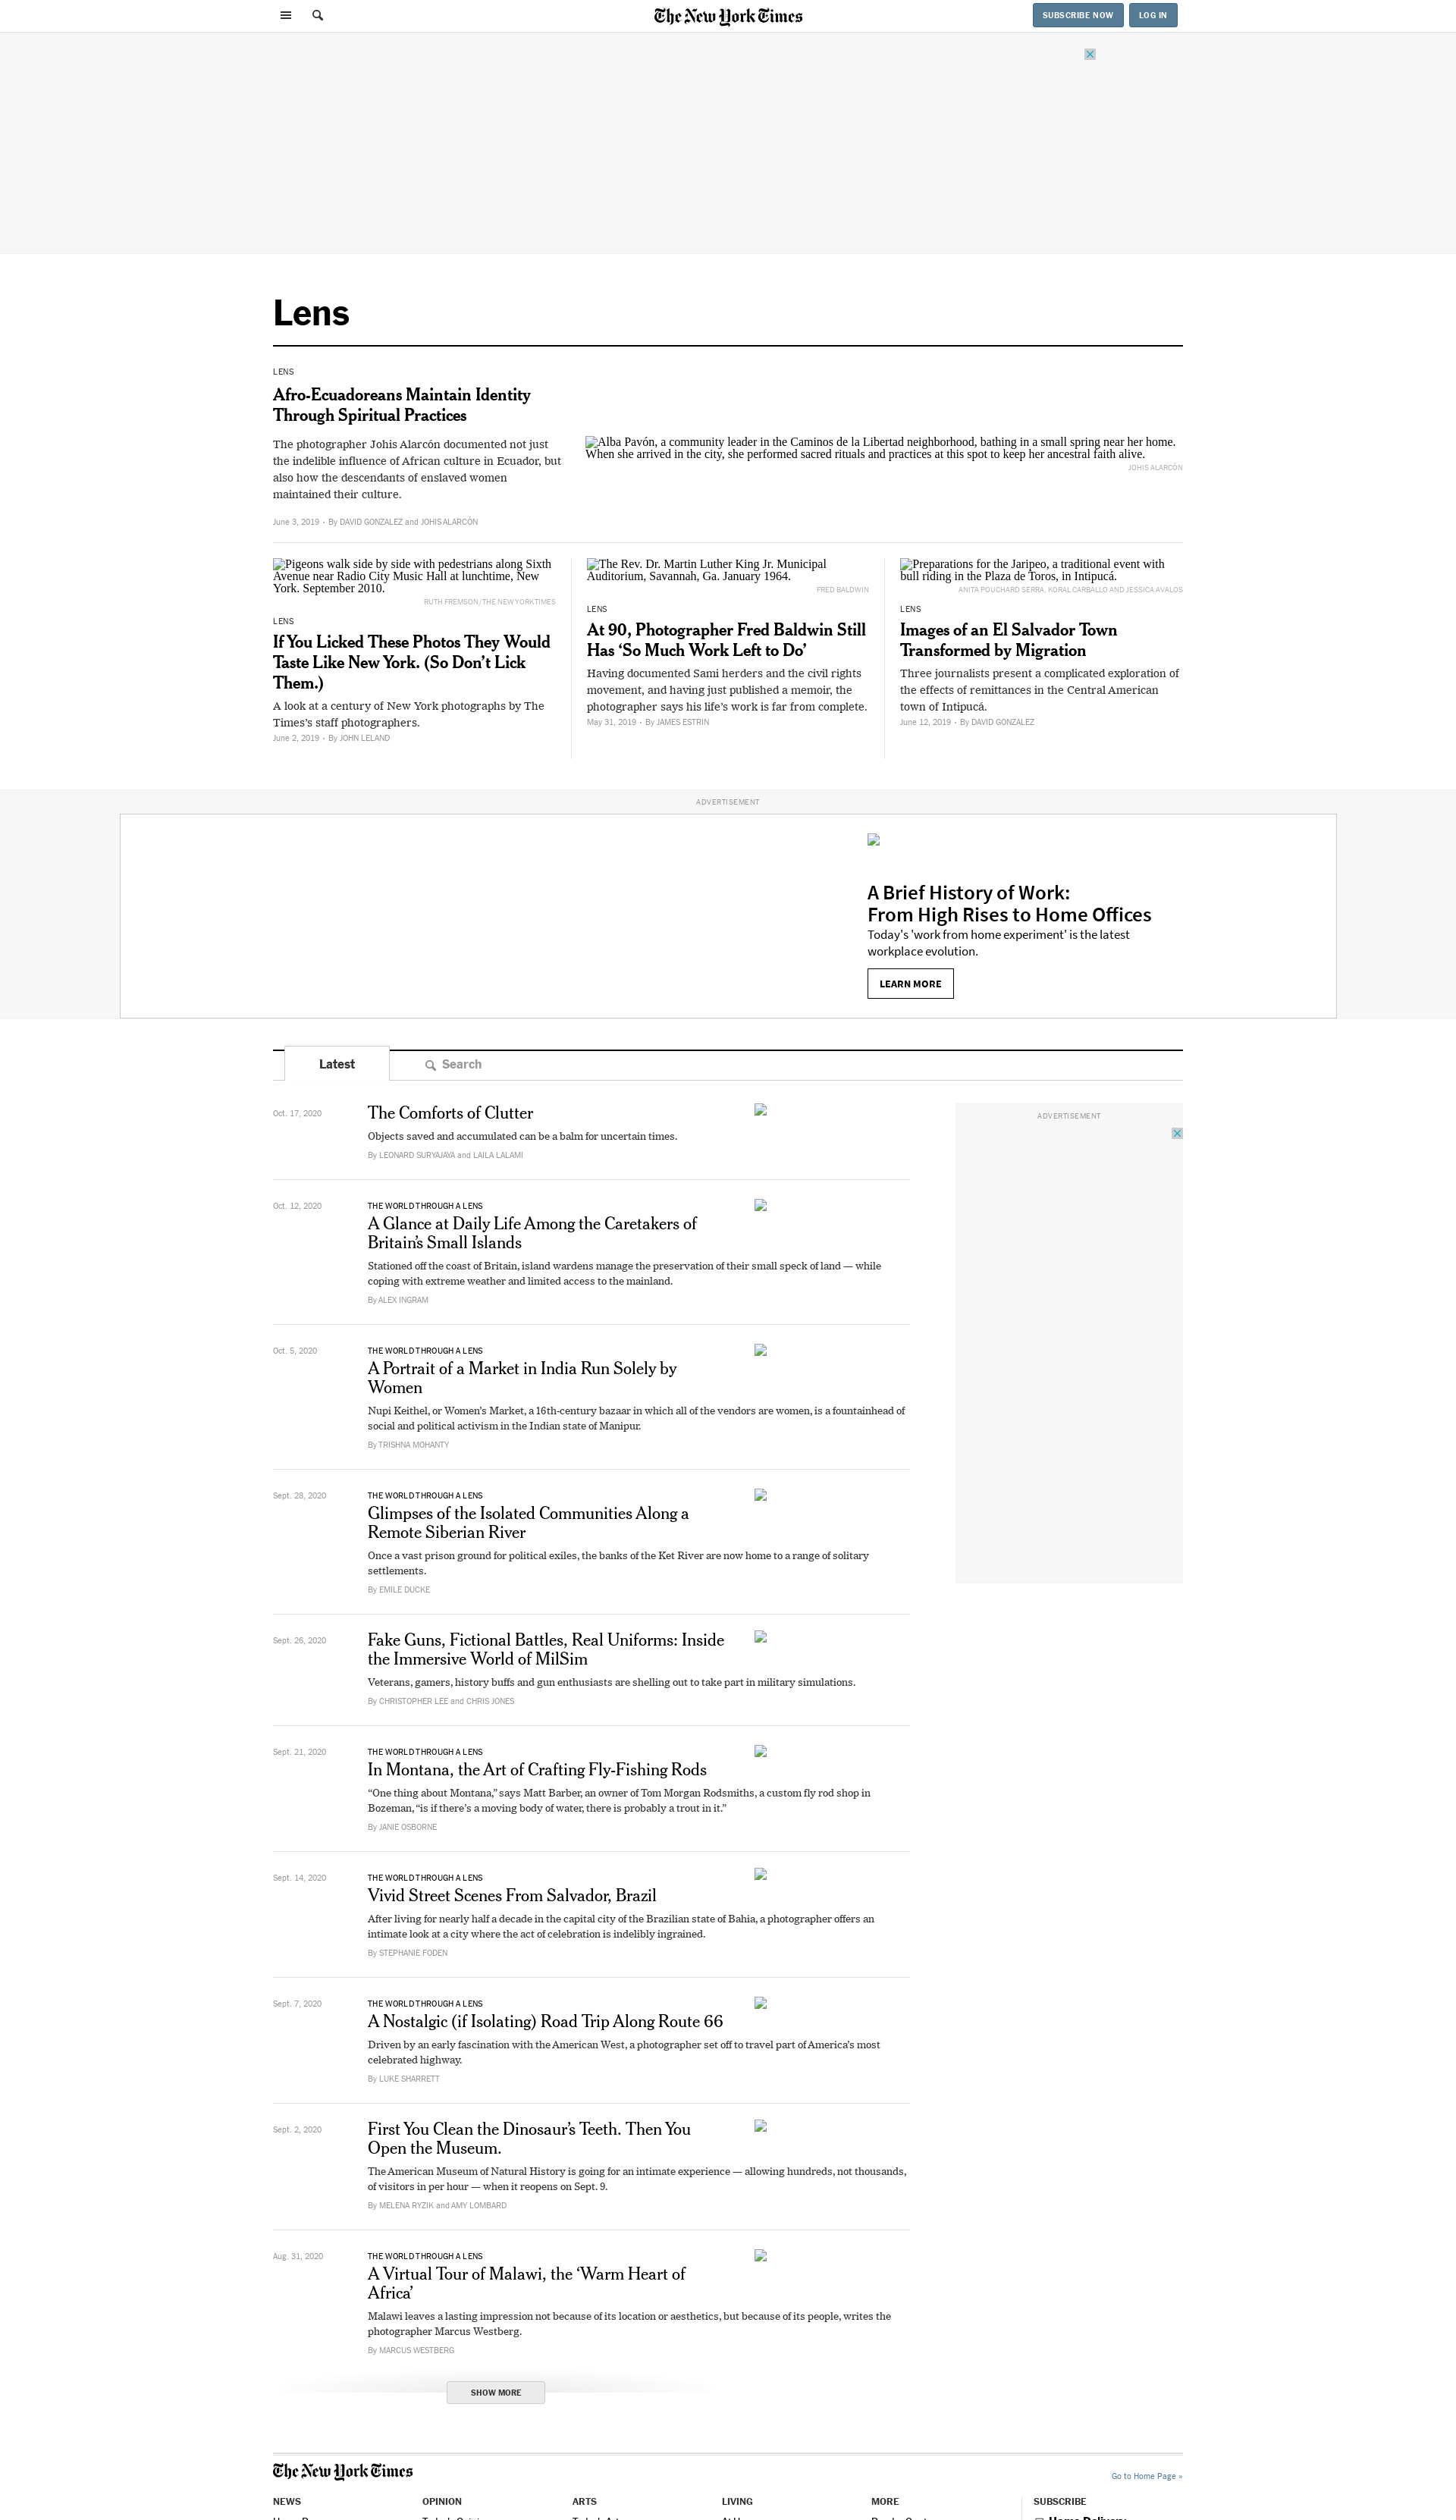 The New York Times
SUBSCRIBE NOW
LOG IN
Lens
LENS
Afro-Ecuadoreans Maintain Identity
Through Spiritual Practices
The photographer Johis Alarcón documented not just
the indelible influence of African culture in Ecuador, but
also how the descendants of enslaved women
maintained their culture.
June 3, 2019 • By DAVID GONZALEZ and JOHIS ALARCÓN
Alba Pavón, a community leader in the Caminos de la Libertad neighborhood, bathing in a small spring near her home.
When she arrived in the city, she performed sacred rituals and practices at this spot to keep her ancestral faith alive.
JOHIS ALARCÓN
Pigeons walk side by side with pedestrians along Sixth
Avenue near Radio City Music Hall at lunchtime, New
York. September 2010.
RUTH FREMSON/THE NEW YORK TIMES
LENS
If You Licked These Photos They Would
Taste Like New York. (So Don’t Lick
Them.)
A look at a century of New York photographs by The
Times’s staff photographers.
June 2, 2019 • By JOHN LELAND
The Rev. Dr. Martin Luther King Jr. Municipal
Auditorium, Savannah, Ga. January 1964.
FRED BALDWIN
LENS
At 90, Photographer Fred Baldwin Still
Has ‘So Much Work Left to Do’
Having documented Sami herders and the civil rights
movement, and having just published a memoir, the
photographer says his life’s work is far from complete.
May 31, 2019 • By JAMES ESTRIN
Preparations for the Jaripeo, a traditional event with
bull riding in the Plaza de Toros, in Intipucá.
ANITA POUCHARD SERRA, KORAL CARBALLO AND JESSICA AVALOS
LENS
Images of an El Salvador Town
Transformed by Migration
Three journalists present a complicated exploration of
the effects of remittances in the Central American
town of Intipucá.
June 12, 2019 • By DAVID GONZALEZ
ADVERTISEMENT
A Brief History of Work:
From High Rises to Home Offices
Today's 'work from home experiment' is the latest
workplace evolution.
LEARN MORE
Latest
Search
ADVERTISEMENT
Oct. 17, 2020
The Comforts of Clutter
Objects saved and accumulated can be a balm for uncertain times.
By LEONARD SURYAJAYA and LAILA LALAMI
Oct. 12, 2020
THE WORLD THROUGH A LENS
A Glance at Daily Life Among the Caretakers of
Britain’s Small Islands
Stationed off the coast of Britain, island wardens manage the preservation of their small speck of land — while
coping with extreme weather and limited access to the mainland.
By ALEX INGRAM
Oct. 5, 2020
THE WORLD THROUGH A LENS
A Portrait of a Market in India Run Solely by
Women
Nupi Keithel, or Women’s Market, a 16th-century bazaar in which all of the vendors are women, is a fountainhead of
social and political activism in the Indian state of Manipur.
By TRISHNA MOHANTY
Sept. 28, 2020
THE WORLD THROUGH A LENS
Glimpses of the Isolated Communities Along a
Remote Siberian River
Once a vast prison ground for political exiles, the banks of the Ket River are now home to a range of solitary
settlements.
By EMILE DUCKE
Sept. 26, 2020
Fake Guns, Fictional Battles, Real Uniforms: Inside
the Immersive World of MilSim
Veterans, gamers, history buffs and gun enthusiasts are shelling out to take part in military simulations.
By CHRISTOPHER LEE and CHRIS JONES
Sept. 21, 2020
THE WORLD THROUGH A LENS
In Montana, the Art of Crafting Fly-Fishing Rods
“One thing about Montana,” says Matt Barber, an owner of Tom Morgan Rodsmiths, a custom fly rod shop in
Bozeman, “is if there’s a moving body of water, there is probably a trout in it.”
By JANIE OSBORNE
Sept. 14, 2020
THE WORLD THROUGH A LENS
Vivid Street Scenes From Salvador, Brazil
After living for nearly half a decade in the capital city of the Brazilian state of Bahia, a photographer offers an
intimate look at a city where the act of celebration is indelibly ingrained.
By STEPHANIE FODEN
Sept. 7, 2020
THE WORLD THROUGH A LENS
A Nostalgic (if Isolating) Road Trip Along Route 66
Driven by an early fascination with the American West, a photographer set off to travel part of America’s most
celebrated highway.
By LUKE SHARRETT
Sept. 2, 2020
First You Clean the Dinosaur’s Teeth. Then You
Open the Museum.
The American Museum of Natural History is going for an intimate experience — allowing hundreds, not thousands,
of visitors in per hour — when it reopens on Sept. 9.
By MELENA RYZIK and AMY LOMBARD
Aug. 31, 2020
THE WORLD THROUGH A LENS
A Virtual Tour of Malawi, the ‘Warm Heart of
Africa’
Malawi leaves a lasting impression not because of its location or aesthetics, but because of its people, writes the
photographer Marcus Westberg.
By MARCUS WESTBERG
SHOW MORE
The New York Times
Go to Home Page »
NEWS
OPINION
ARTS
LIVING
MORE
SUBSCRIBE